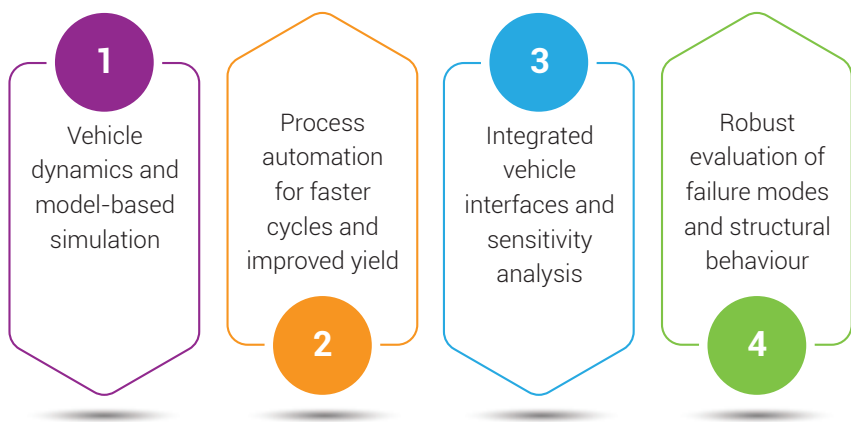 1
Vehicle
dynamics and
model-based
simulation
Process
automation
for faster
cycles and
improved yield
2
3
Integrated
vehicle
interfaces and
sensitivity
analysis
Robust
evaluation of
failure modes
and structural
behaviour
4